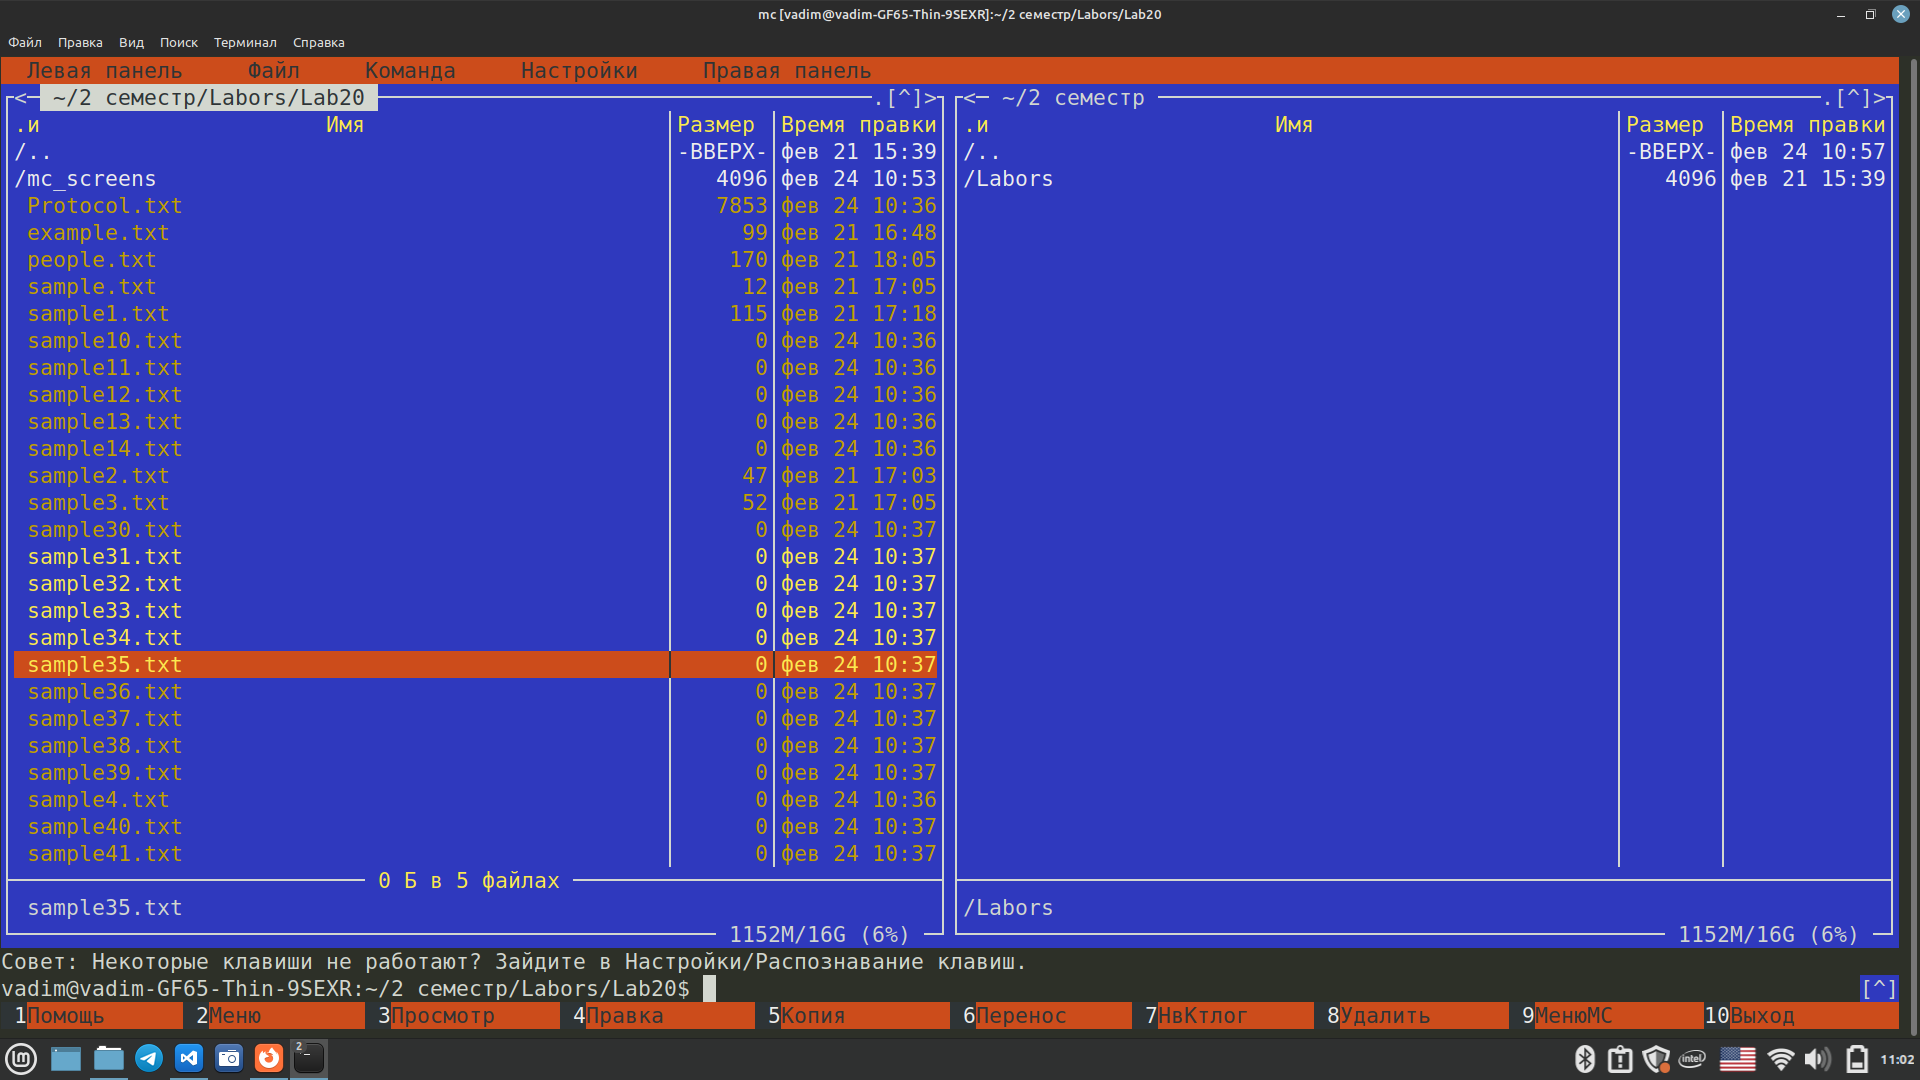 mc [vadim@vadim-GF65-Thin-9SEXR]:~/2 семестр/Labors/Lab20
Файл Правка Вид Поиск Терминал Справка
Левая панель Файл Команда Настройки Правая панель
<─ ~/2 семестр/Labors/Lab20 .[^]> <─ ~/2 семестр .[^]>
.и Имя Размер Время правки .и Имя Размер Время правки
/.. -ВВЕРХ- фев 21 15:39 /.. -ВВЕРХ- фев 24 10:57
/mc_screens 4096 фев 24 10:53 /Labors 4096 фев 21 15:39
Protocol.txt 7853 фев 24 10:36
example.txt 99 фев 21 16:48
people.txt 170 фев 21 18:05
sample.txt 12 фев 21 17:05
sample1.txt 115 фев 21 17:18
sample10.txt 0 фев 24 10:36
sample11.txt 0 фев 24 10:36
sample12.txt 0 фев 24 10:36
sample13.txt 0 фев 24 10:36
sample14.txt 0 фев 24 10:36
sample2.txt 47 фев 21 17:03
sample3.txt 52 фев 21 17:05
sample30.txt 0 фев 24 10:37
sample31.txt 0 фев 24 10:37
sample32.txt 0 фев 24 10:37
sample33.txt 0 фев 24 10:37
sample34.txt 0 фев 24 10:37
sample35.txt 0 фев 24 10:37
sample36.txt 0 фев 24 10:37
sample37.txt 0 фев 24 10:37
sample38.txt 0 фев 24 10:37
sample39.txt 0 фев 24 10:37
sample4.txt 0 фев 24 10:36
sample40.txt 0 фев 24 10:37
sample41.txt 0 фев 24 10:37
0 Б в 5 файлах
sample35.txt /Labors
1152M/16G (6%) 1152M/16G (6%)
Совет: Некоторые клавиши не работают? Зайдите в Настройки/Распознавание клавиш.
vadim@vadim-GF65-Thin-9SEXR:~/2 семестр/Labors/Lab20$ [^]
1Помощь 2Меню 3Просмотр 4Правка 5Копия 6Перенос 7НвКтлог 8Удалить 9МенюМС 10Выход
2 intel 11:02